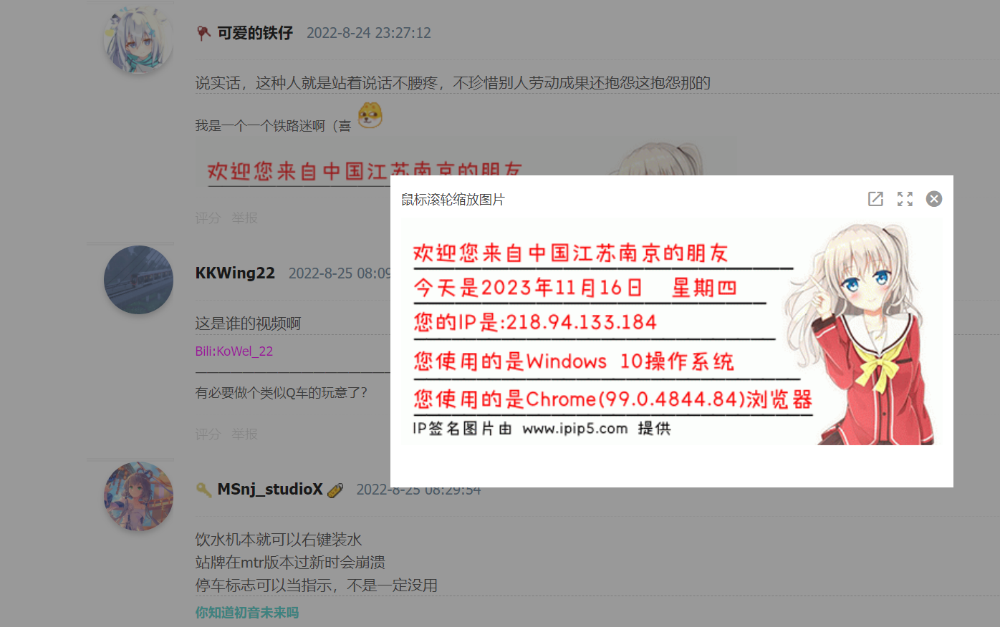 可爱的铁仔 2022-8-24 23:27:12
说实话，这种人就是站着说话不腰疼，不珍惜别人劳动成果还抱怨这抱怨那的
我是一个一个铁路迷啊（喜
欢迎您来自中国江苏南京的朋友
评分 举报
鼠标滚轮缩放图片
欢迎您来自中国江苏南京的朋友
今天是2023年11月16日 星期四
您的IP是:218.94.133.184
您使用的是Windows 10操作系统
您使用的是Chrome(99.0.4844.84)浏览器
IP签名图片由 www.ipip5.com 提供
KKWing22 2022-8-25 08:09
这是谁的视频啊
Bili:KoWel_22
有必要做个类似Q车的玩意了？
评分 举报
MSnj_studioX 2022-8-25 08:29:54
饮水机本就可以右键装水
站牌在mtr版本过新时会崩溃
停车标志可以当指示，不是一定没用
你知道初音未来吗